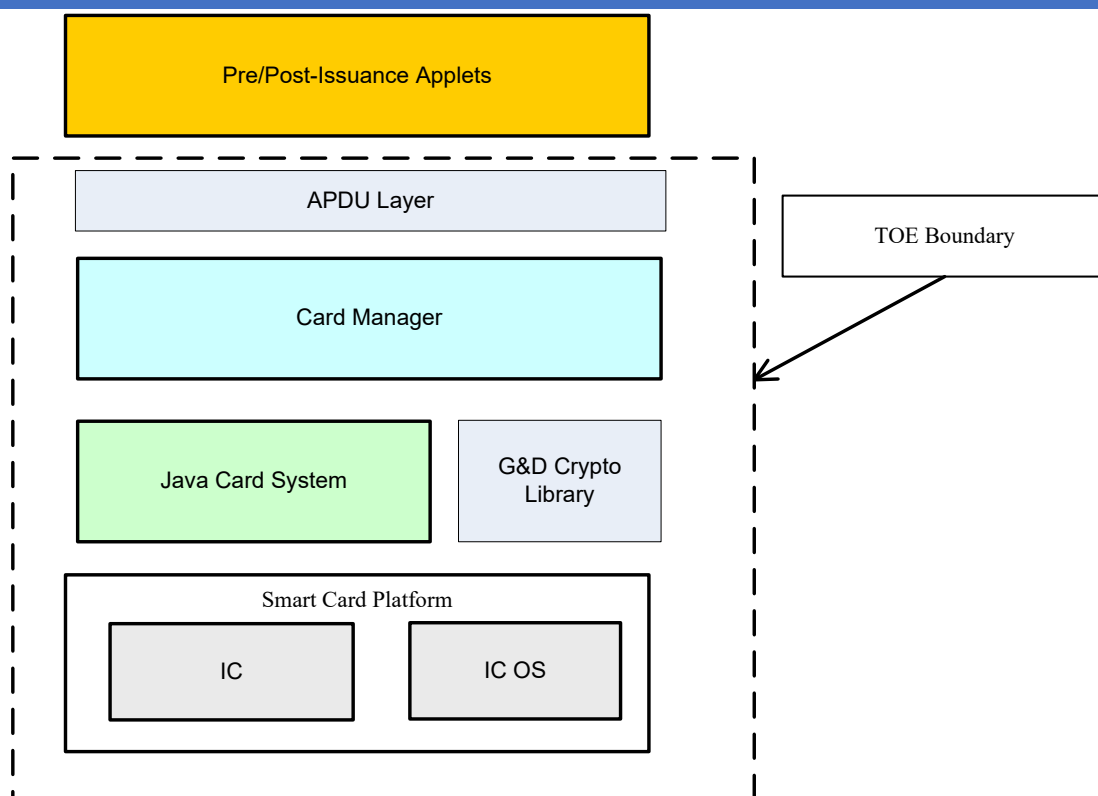 Pre/Post-Issuance Applets
APDU Layer
TOE Boundary
Card Manager
Java Card System
G&D Crypto
Library
Smart Card Platform
IC
IC OS